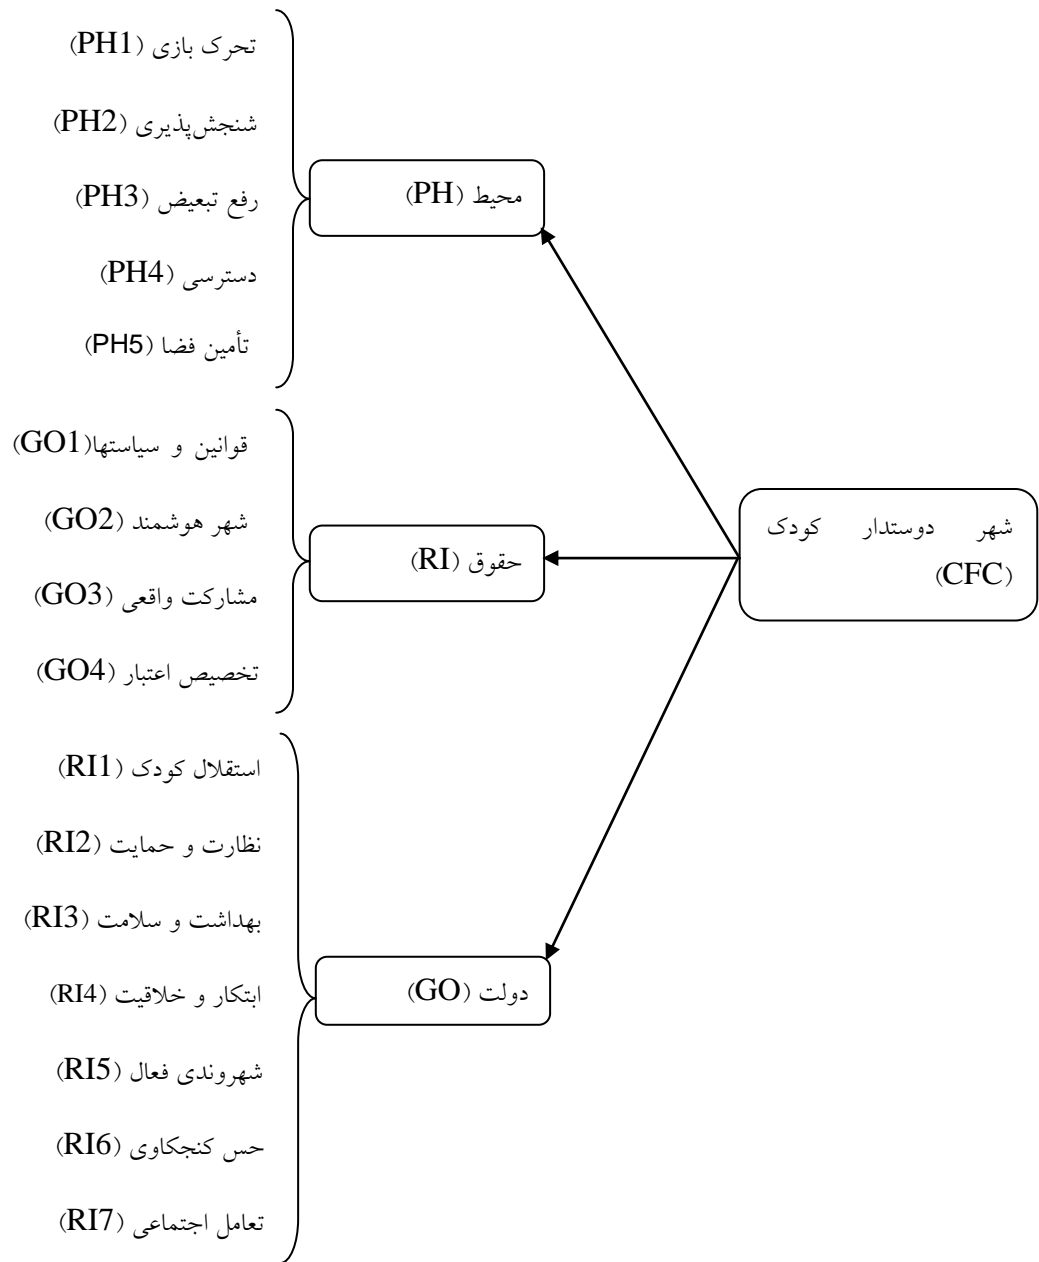 شهر دوستدار کودک
(CFC)
محیط (PH)
تحرک بازی (PH1)
شنجش‌پذیری (PH2)
رفع تبعیض (PH3)
دسترسی (PH4)
تأمین فضا (PH5)
حقوق (RI)
قوانین و سیاستها(GO1)
شهر هوشمند (GO2)
مشارکت واقعی (GO3)
تخصیص اعتبار (GO4)
دولت (GO)
استقلال کودک (RI1)
نظارت و حمایت (RI2)
بهداشت و سلامت (RI3)
ابتکار و خلاقیت (RI4)
شهروندی فعال (RI5)
حس کنجکاوی (RI6)
تعامل اجتماعی (RI7)